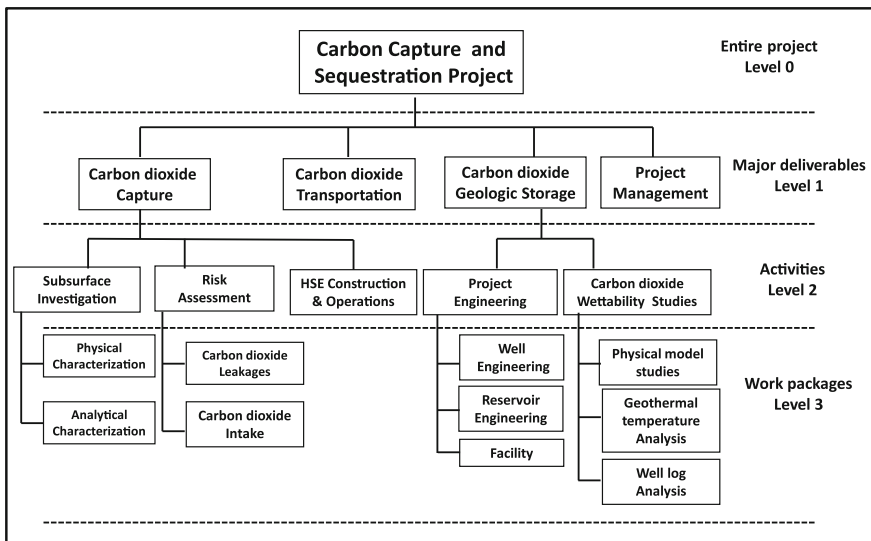 Carbon Capture and
Sequestration Project
Entire project
Level 0
Carbon dioxide
Capture
Carbon dioxide
Transportation
Carbon dioxide
Geologic Storage
Project
Management
Major deliverables
Level 1
Subsurface
Investigation
Risk
Assessment
HSE Construction
& Operations
Project
Engineering
Carbon dioxide
Wettability Studies
Activities
Level 2
Physical
Characterization
Carbon dioxide
Leakages
Well
Engineering
Physical model
studies
Work packages
Level 3
Analytical
Characterization
Carbon dioxide
Intake
Reservoir
Engineering
Geothermal
temperature
Analysis
Facility
Well log
Analysis